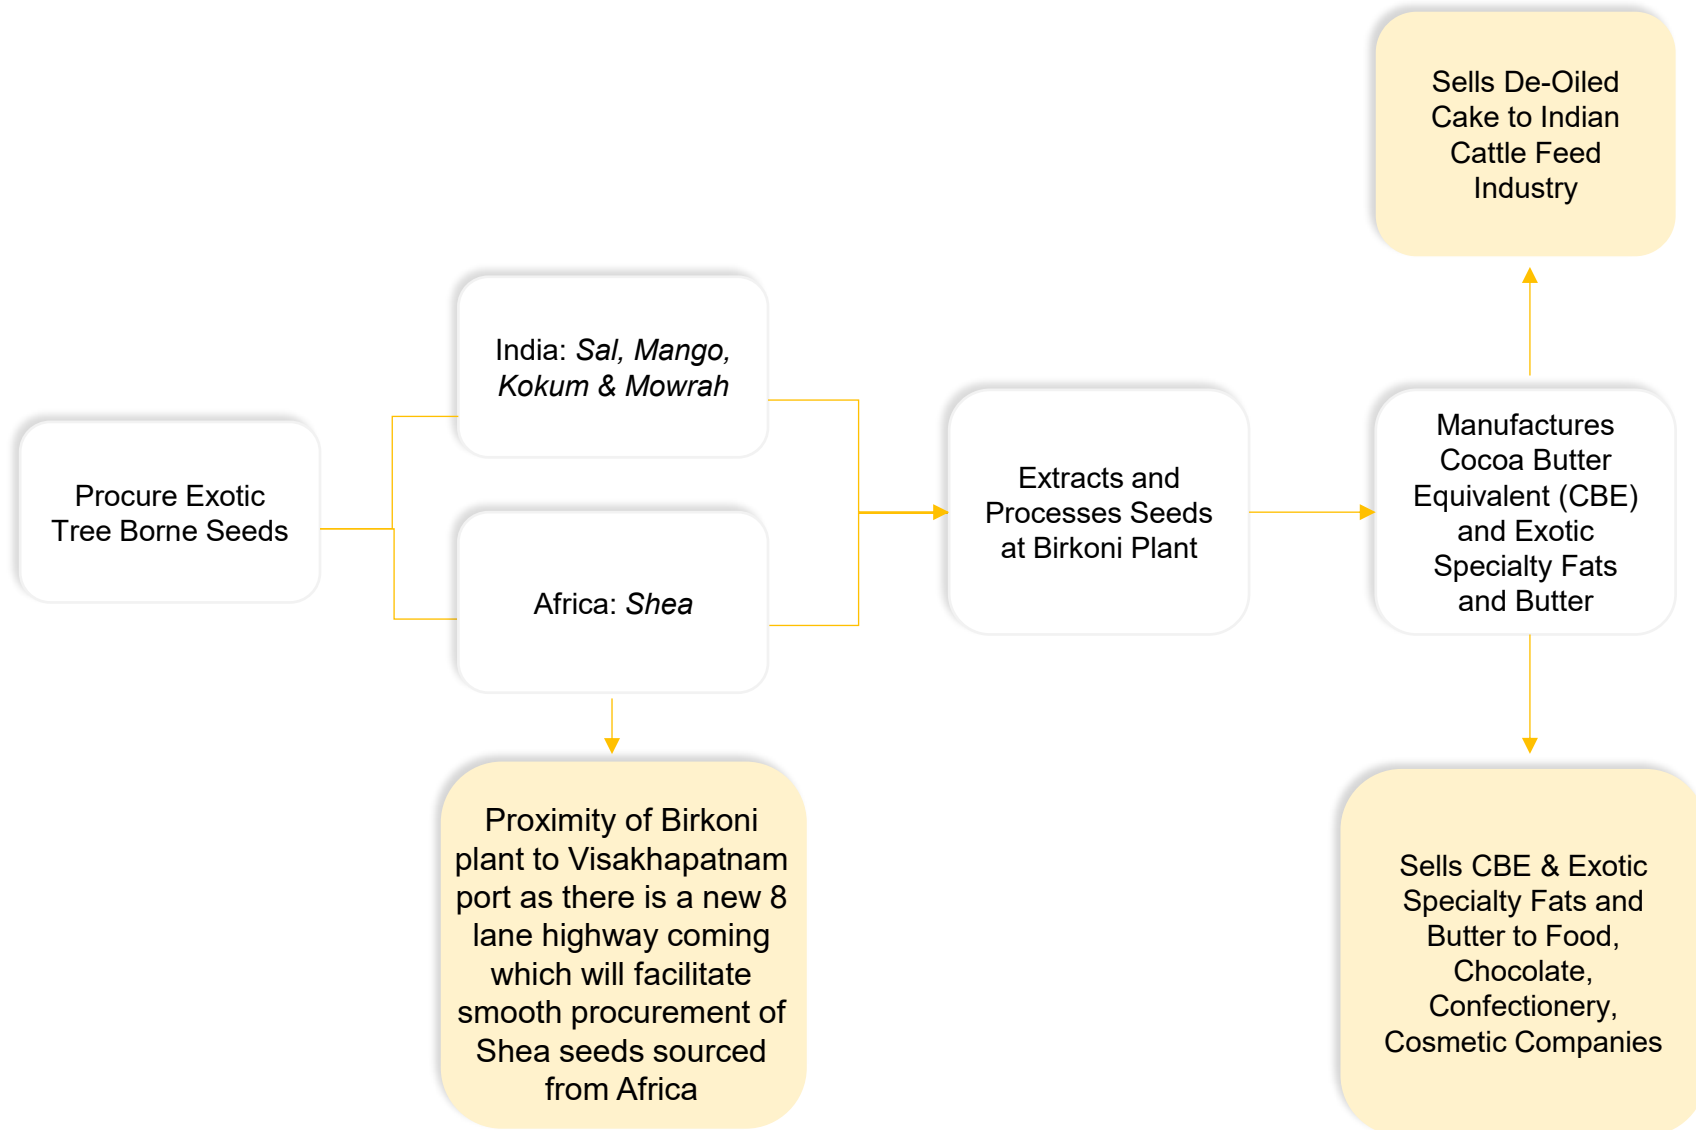 Procure Exotic
Tree Borne Seeds
India: Sal, Mango,
Kokum & Mowrah
Africa: Shea
Proximity of Birkoni
plant to Visakhapatnam
port as there is a new 8
lane highway coming
which will facilitate
smooth procurement of
Shea seeds sourced
from Africa
Extracts and
Processes Seeds
at Birkoni Plant
Manufactures
Cocoa Butter
Equivalent (CBE)
and Exotic
Specialty Fats
and Butter
Sells De-Oiled
Cake to Indian
Cattle Feed
Industry
Sells CBE & Exotic
Specialty Fats and
Butter to Food,
Chocolate,
Confectionery,
Cosmetic Companies